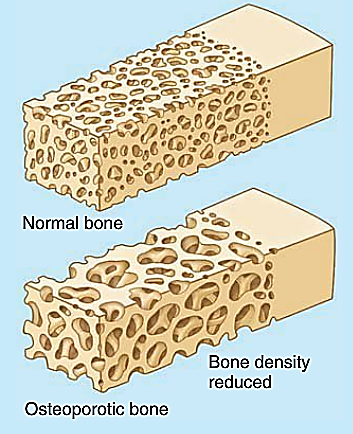 Normal bone
Bone density
reduced
Osteoporotic bone